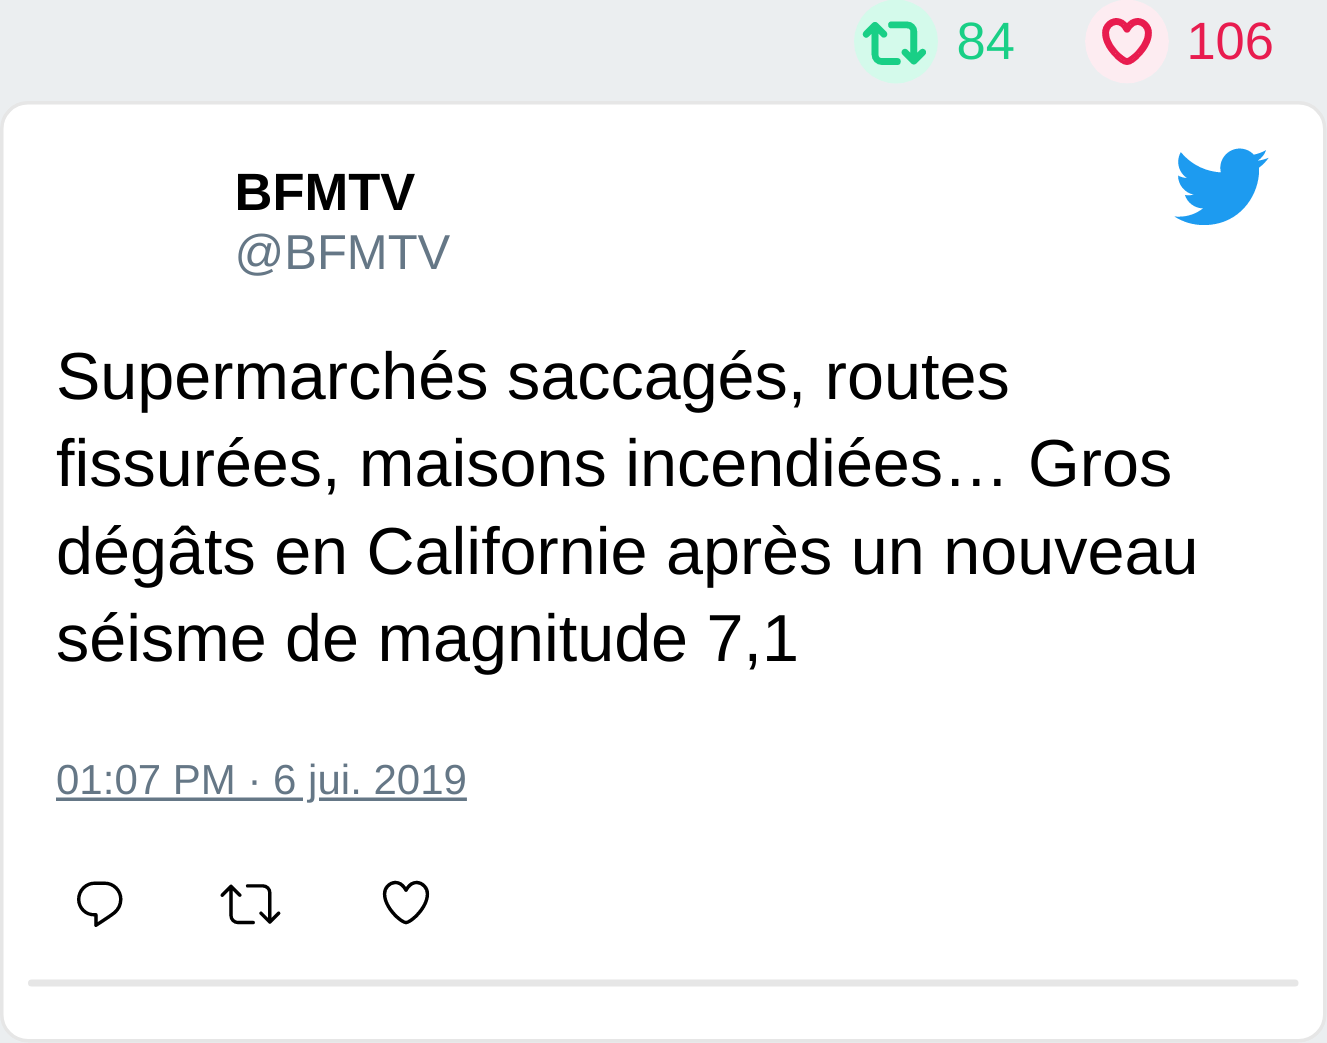 84 106
BFMTV
@BFMTV
Supermarchés saccagés, routes
fissurées, maisons incendiées… Gros
dégâts en Californie après un nouveau
séisme de magnitude 7,1
01:07 PM · 6 jui. 2019